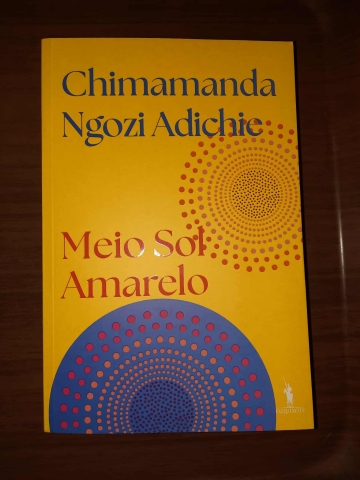 Chimamanda
Ngozi Adichie
Meio Sol
Amarelo